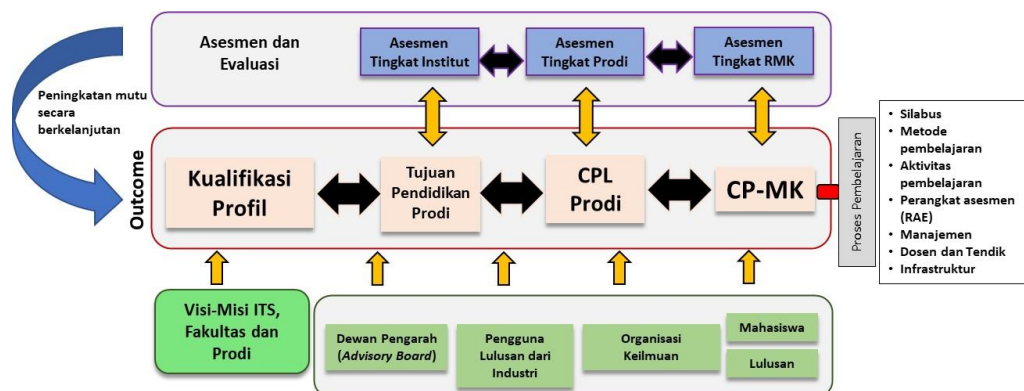 Asesmen dan
Evaluasi
Asesmen
Tingkat Institut
Asesmen
Tingkat Prodi
Asesmen
Tingkat RMK
Peningkatan mutu
secara
berkelanjutan
Outcome
Kualifikasi
Profil
Tujuan
Pendidikan
Prodi
CPL
Prodi
CP-MK
Proses Pembelajaran
• Silabus
• Metode
pembelajaran
• Aktivitas
pembelajaran
• Perangkat asesmen
(RAE)
• Manajemen
• Dosen dan Tendik
• Infrastruktur
Visi-Misi ITS,
Fakultas dan
Prodi
Dewan Pengarah
(Advisory Board)
Pengguna
Lulusan dari
Industri
Organisasi
Keilmuan
Mahasiswa
Lulusan